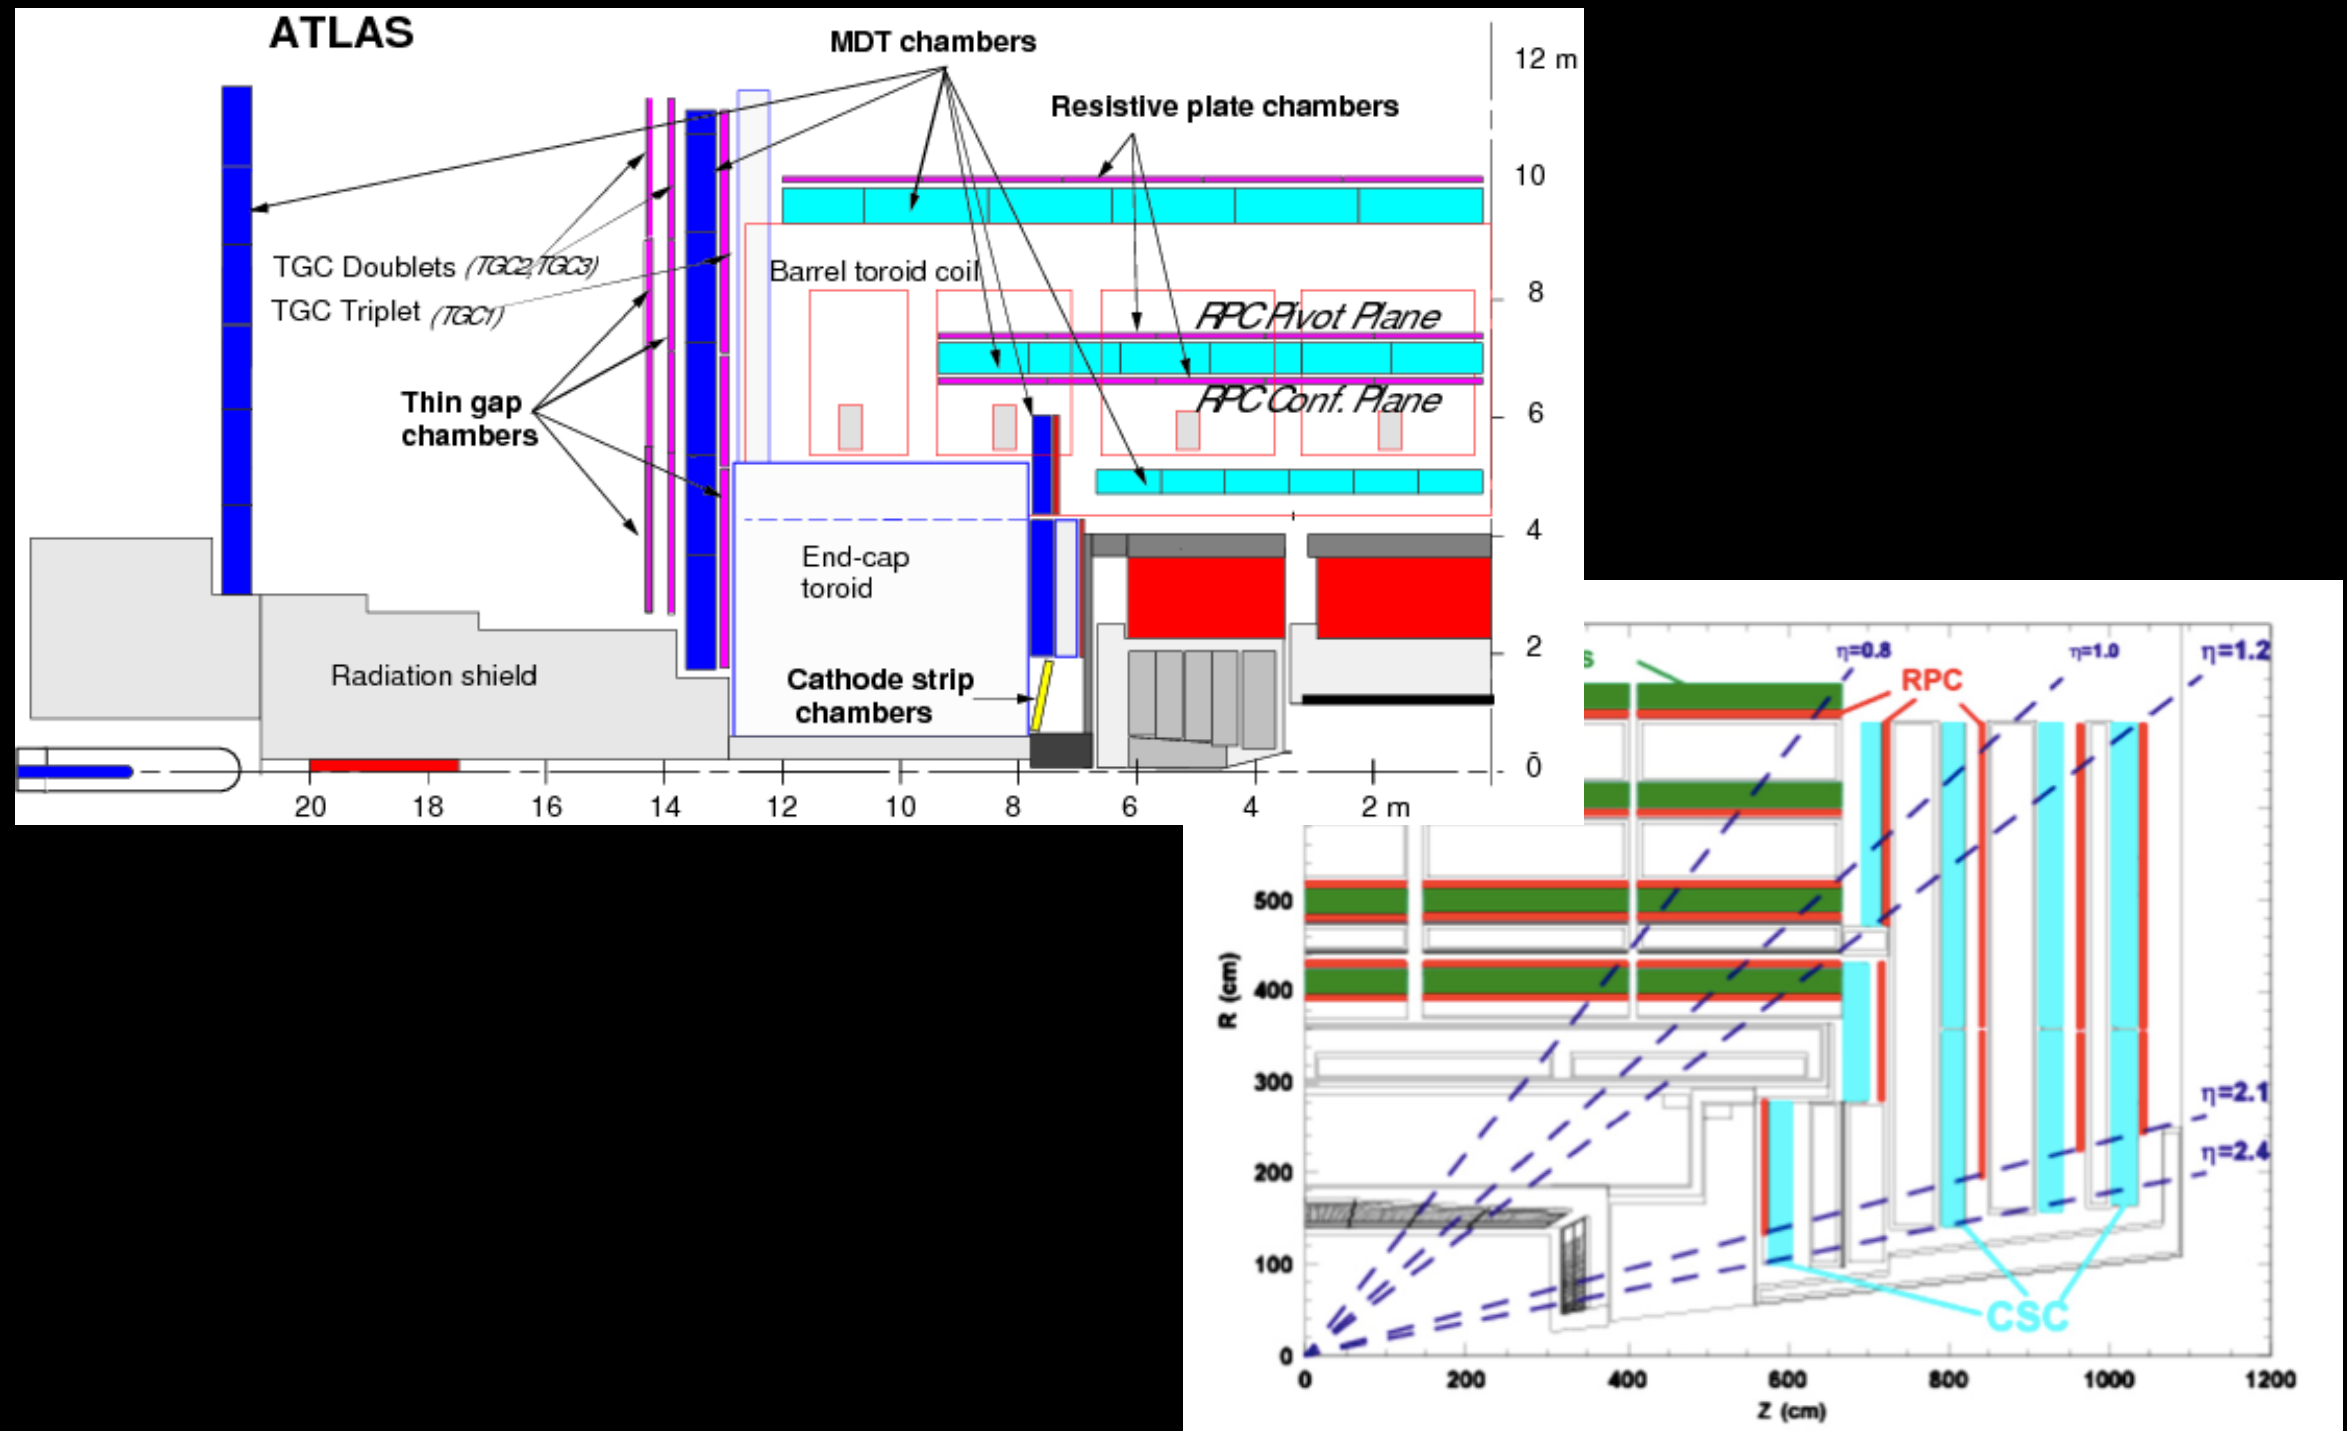 ATLAS
MDT chambers
12 m
Resistive plate chambers
10
TGC Doublets (TGC2,TGC3)
Barrel toroid coil
8
TGC Triplet (TGC1)
RPC Pivot Plane
Thin gap
chambers
RPC Conf. Plane
6
4
End-cap
toroid
2
Radiation shield
Cathode strip
chambers
0
20 18 16 14 12 10 8 6 4 2 m
s
η=0.8
η=1.0
η=1.2
RPC
500
400
R (cm)
300
η=2.1
200
η=2.4
100
CSC
0
0 200 400 600 800 1000 1200
Z (cm)